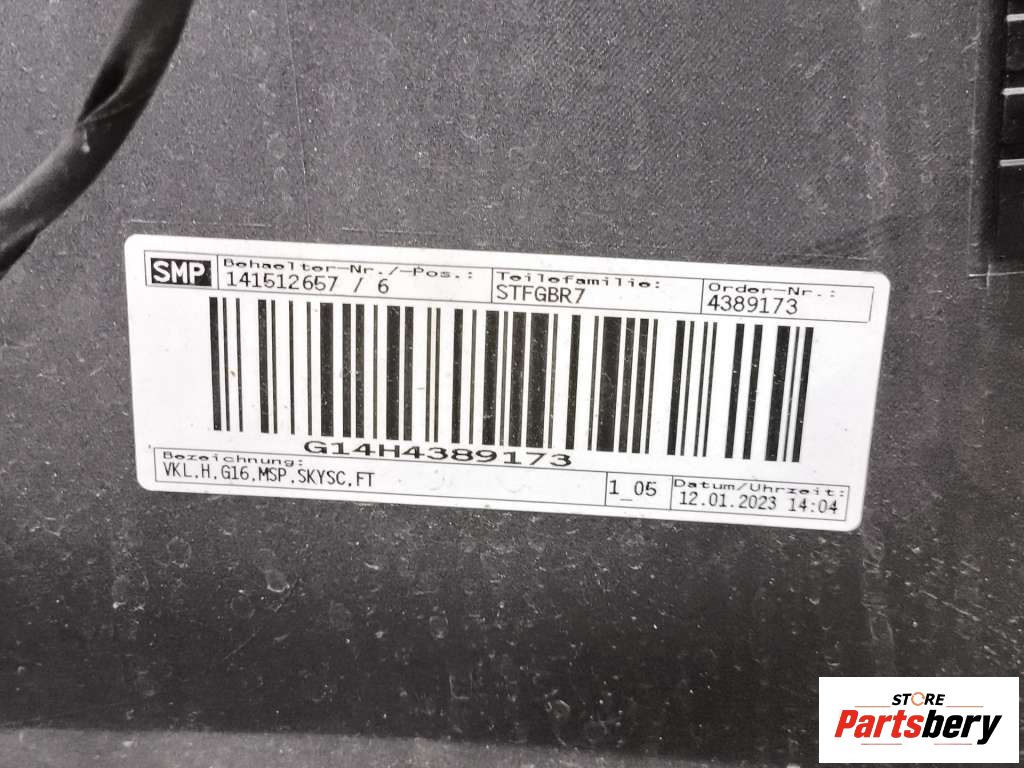 SMP
Behaelter-Nr./-Pos.:
141512657 / 6
Teilefamilie:
STFGBR7
Order-Nr.:
4389173
G14H4389173
Bezeichnung:
VKL.H.G16.MSP.SKYSC,FT
1_05
Datum/Uhrzeit:
12.01.2023 14:04
STORE
Partsbery